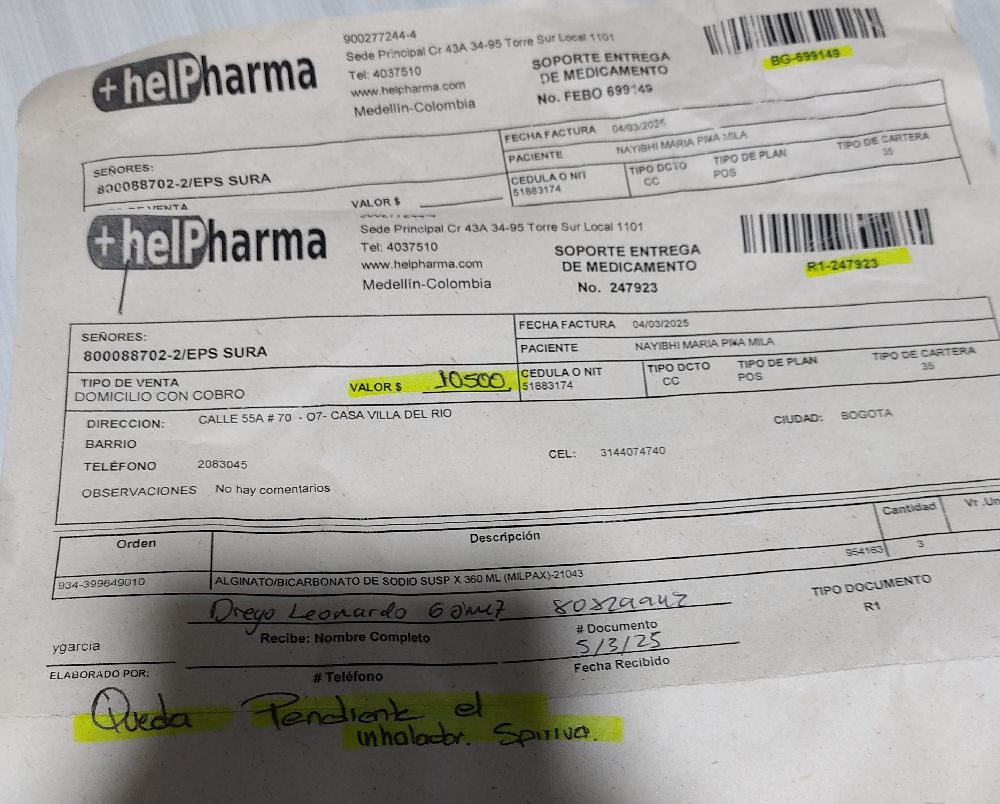 +helPharma
900277244-4
Sede Principal Cr 43A 34-95 Torre Sur Local 1101
Tel: 4037510
www.helpharma.com
Medellin-Colombia
SOPORTE ENTREGA
DE MEDICAMENTO
No. FEBO 699149
BG-699149
SEÑORES:
800088702-2/EPS SURA
FECHA FACTURA 04/03/2025
PACIENTE NAYIBHI MARIA MILA
CEDULA O NIT
51883174
TIPO DCTO
CC
TIPO DE PLAN
POS
TIPO DE CARTERA
35
VENTA
VALOR $
+helPharma
Sede Principal Cr 43A 34-95 Torre Sur Local 1101
Tel: 4037510
www.helpharma.com
Medellin-Colombia
SOPORTE ENTREGA
DE MEDICAMENTO
No. 247923
R1-247923
SEÑORES:
800088702-2/EPS SURA
FECHA FACTURA 04/03/2025
PACIENTE NAYIBHI MARIA MILA
TIPO DE VENTA
DOMICILIO CON COBRO
VALOR $ 10500
CEDULA O NIT
51883174
TIPO DCTO
CC
TIPO DE PLAN
POS
TIPO DE CARTERA
35
DIRECCION: CALLE 55A # 70 - O7- CASA VILLA DEL RIO
CIUDAD: BOGOTA
BARRIO
TELÉFONO 2083045
CEL: 3144074740
OBSERVACIONES No hay comentarios
Orden Descripción Cantidad Vr .Un
934-399649010 ALGINATO/BICARBONATO DE SODIO SUSP X 360 ML (MILPAX)-21043 954163 3
Diego Leonardo Gómez
Recibe: Nombre Completo # Documento
TIPO DOCUMENTO
R1
ygarcia
5/3/25
ELABORADO POR: # Teléfono Fecha Recibido
Queda Pendiente el
inhalador. Spiriva.